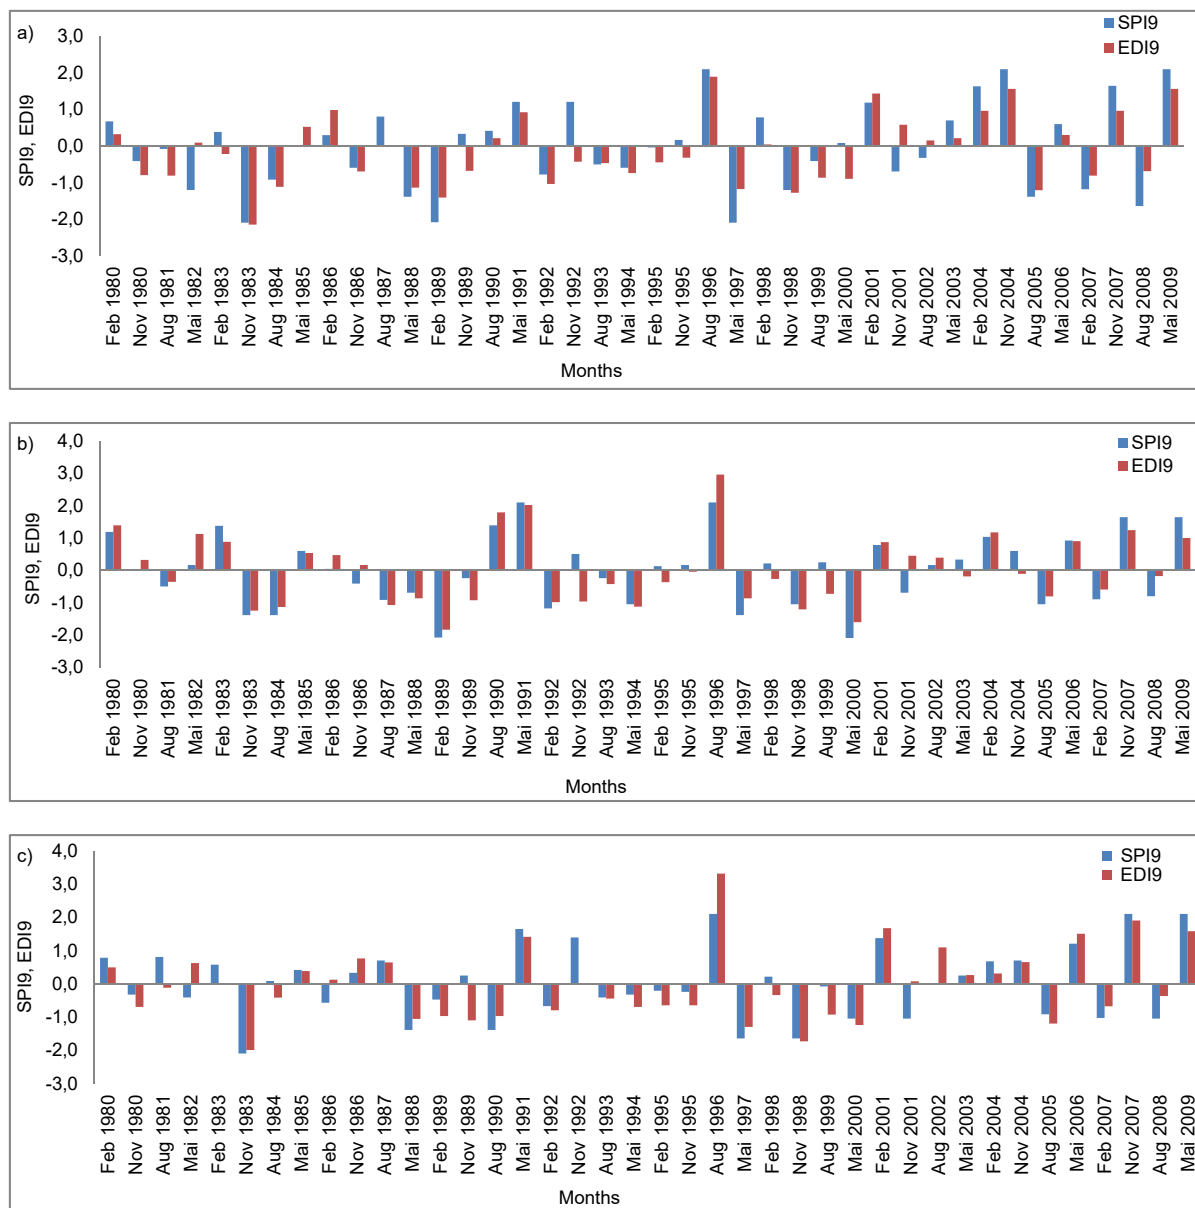 a)
SPI9
EDI9
3,0
2,0
1,0
0,0
-1,0
-2,0
-3,0
SPI9, EDI9
Feb 1980
Nov 1980
Aug 1981
Mai 1982
Feb 1983
Nov 1983
Aug 1984
Mai 1985
Feb 1986
Nov 1986
Aug 1987
Mai 1988
Feb 1989
Nov 1989
Aug 1990
Mai 1991
Feb 1992
Nov 1992
Aug 1993
Mai 1994
Feb 1995
Nov 1995
Aug 1996
Mai 1997
Feb 1998
Nov 1998
Aug 1999
Mai 2000
Feb 2001
Nov 2001
Aug 2002
Mai 2003
Feb 2004
Nov 2004
Aug 2005
Mai 2006
Feb 2007
Nov 2007
Aug 2008
Mai 2009
Months
b)
SPI9
EDI9
4,0
3,0
2,0
1,0
0,0
-1,0
-2,0
-3,0
SPI9, EDI9
Feb 1980
Nov 1980
Aug 1981
Mai 1982
Feb 1983
Nov 1983
Aug 1984
Mai 1985
Feb 1986
Nov 1986
Aug 1987
Mai 1988
Feb 1989
Nov 1989
Aug 1990
Mai 1991
Feb 1992
Nov 1992
Aug 1993
Mai 1994
Feb 1995
Nov 1995
Aug 1996
Mai 1997
Feb 1998
Nov 1998
Aug 1999
Mai 2000
Feb 2001
Nov 2001
Aug 2002
Mai 2003
Feb 2004
Nov 2004
Aug 2005
Mai 2006
Feb 2007
Nov 2007
Aug 2008
Mai 2009
Months
c)
SPI9
EDI9
4,0
3,0
2,0
1,0
0,0
-1,0
-2,0
-3,0
SPI9, EDI9
Feb 1980
Nov 1980
Aug 1981
Mai 1982
Feb 1983
Nov 1983
Aug 1984
Mai 1985
Feb 1986
Nov 1986
Aug 1987
Mai 1988
Feb 1989
Nov 1989
Aug 1990
Mai 1991
Feb 1992
Nov 1992
Aug 1993
Mai 1994
Feb 1995
Nov 1995
Aug 1996
Mai 1997
Feb 1998
Nov 1998
Aug 1999
Mai 2000
Feb 2001
Nov 2001
Aug 2002
Mai 2003
Feb 2004
Nov 2004
Aug 2005
Mai 2006
Feb 2007
Nov 2007
Aug 2008
Mai 2009
Months